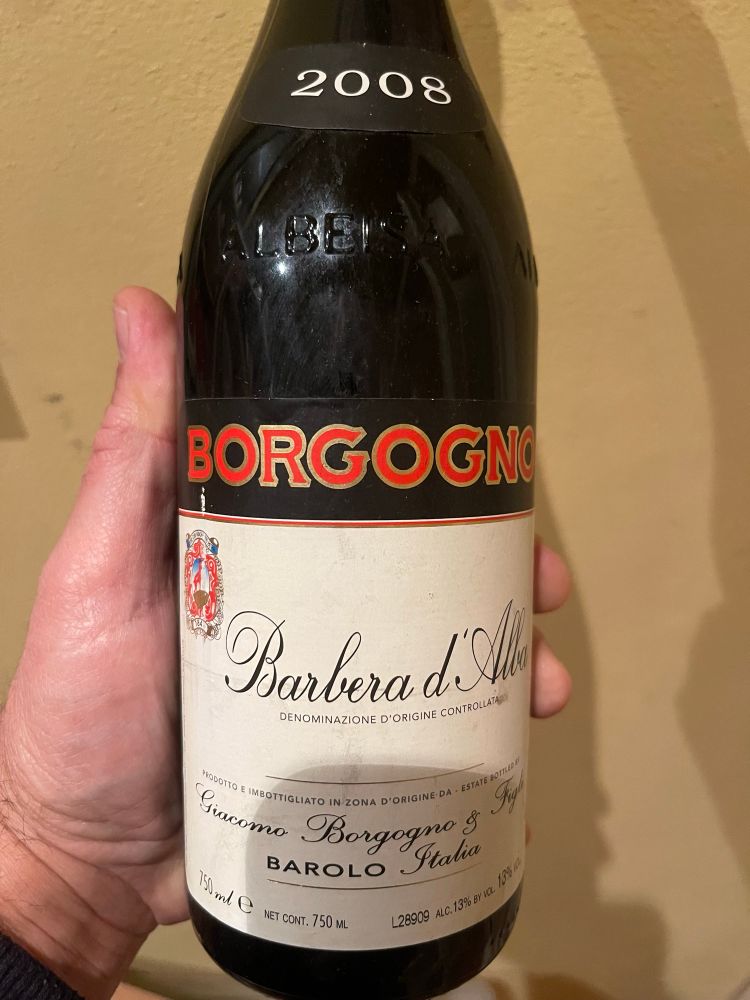 2008
ALBEISA
BORGOGNO
Barbera d'Alba
DENOMINAZIONE D'ORIGINE CONTROLLATA
PRODOTTO E IMBOTTIGLIATO IN ZONA D'ORIGINE DA - ESTATE BOTTLED BY
Giacomo Borgogno & Figli
BAROLO Italia
750 ml e NET CONT. 750 ML L28909 ALC. 13% BY VOL. 13% VOL